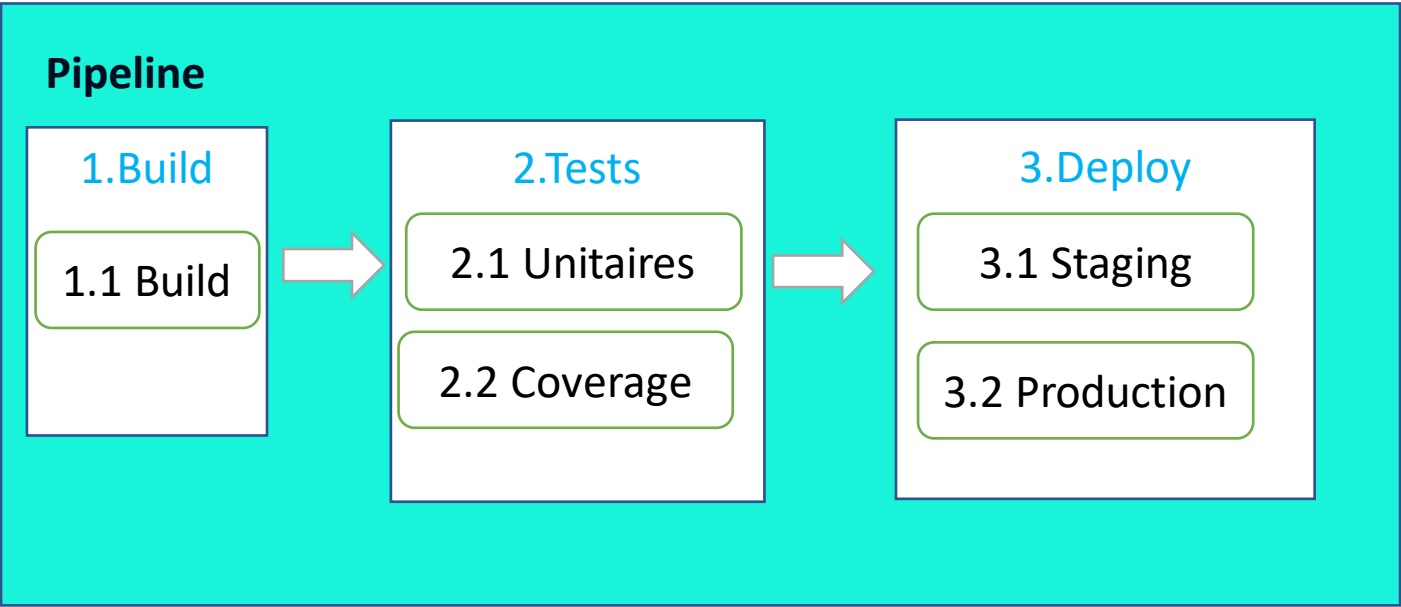 Pipeline
1.Build
1.1 Build
2.Tests
2.1 Unitaires
2.2 Coverage
3.Deploy
3.1 Staging
3.2 Production